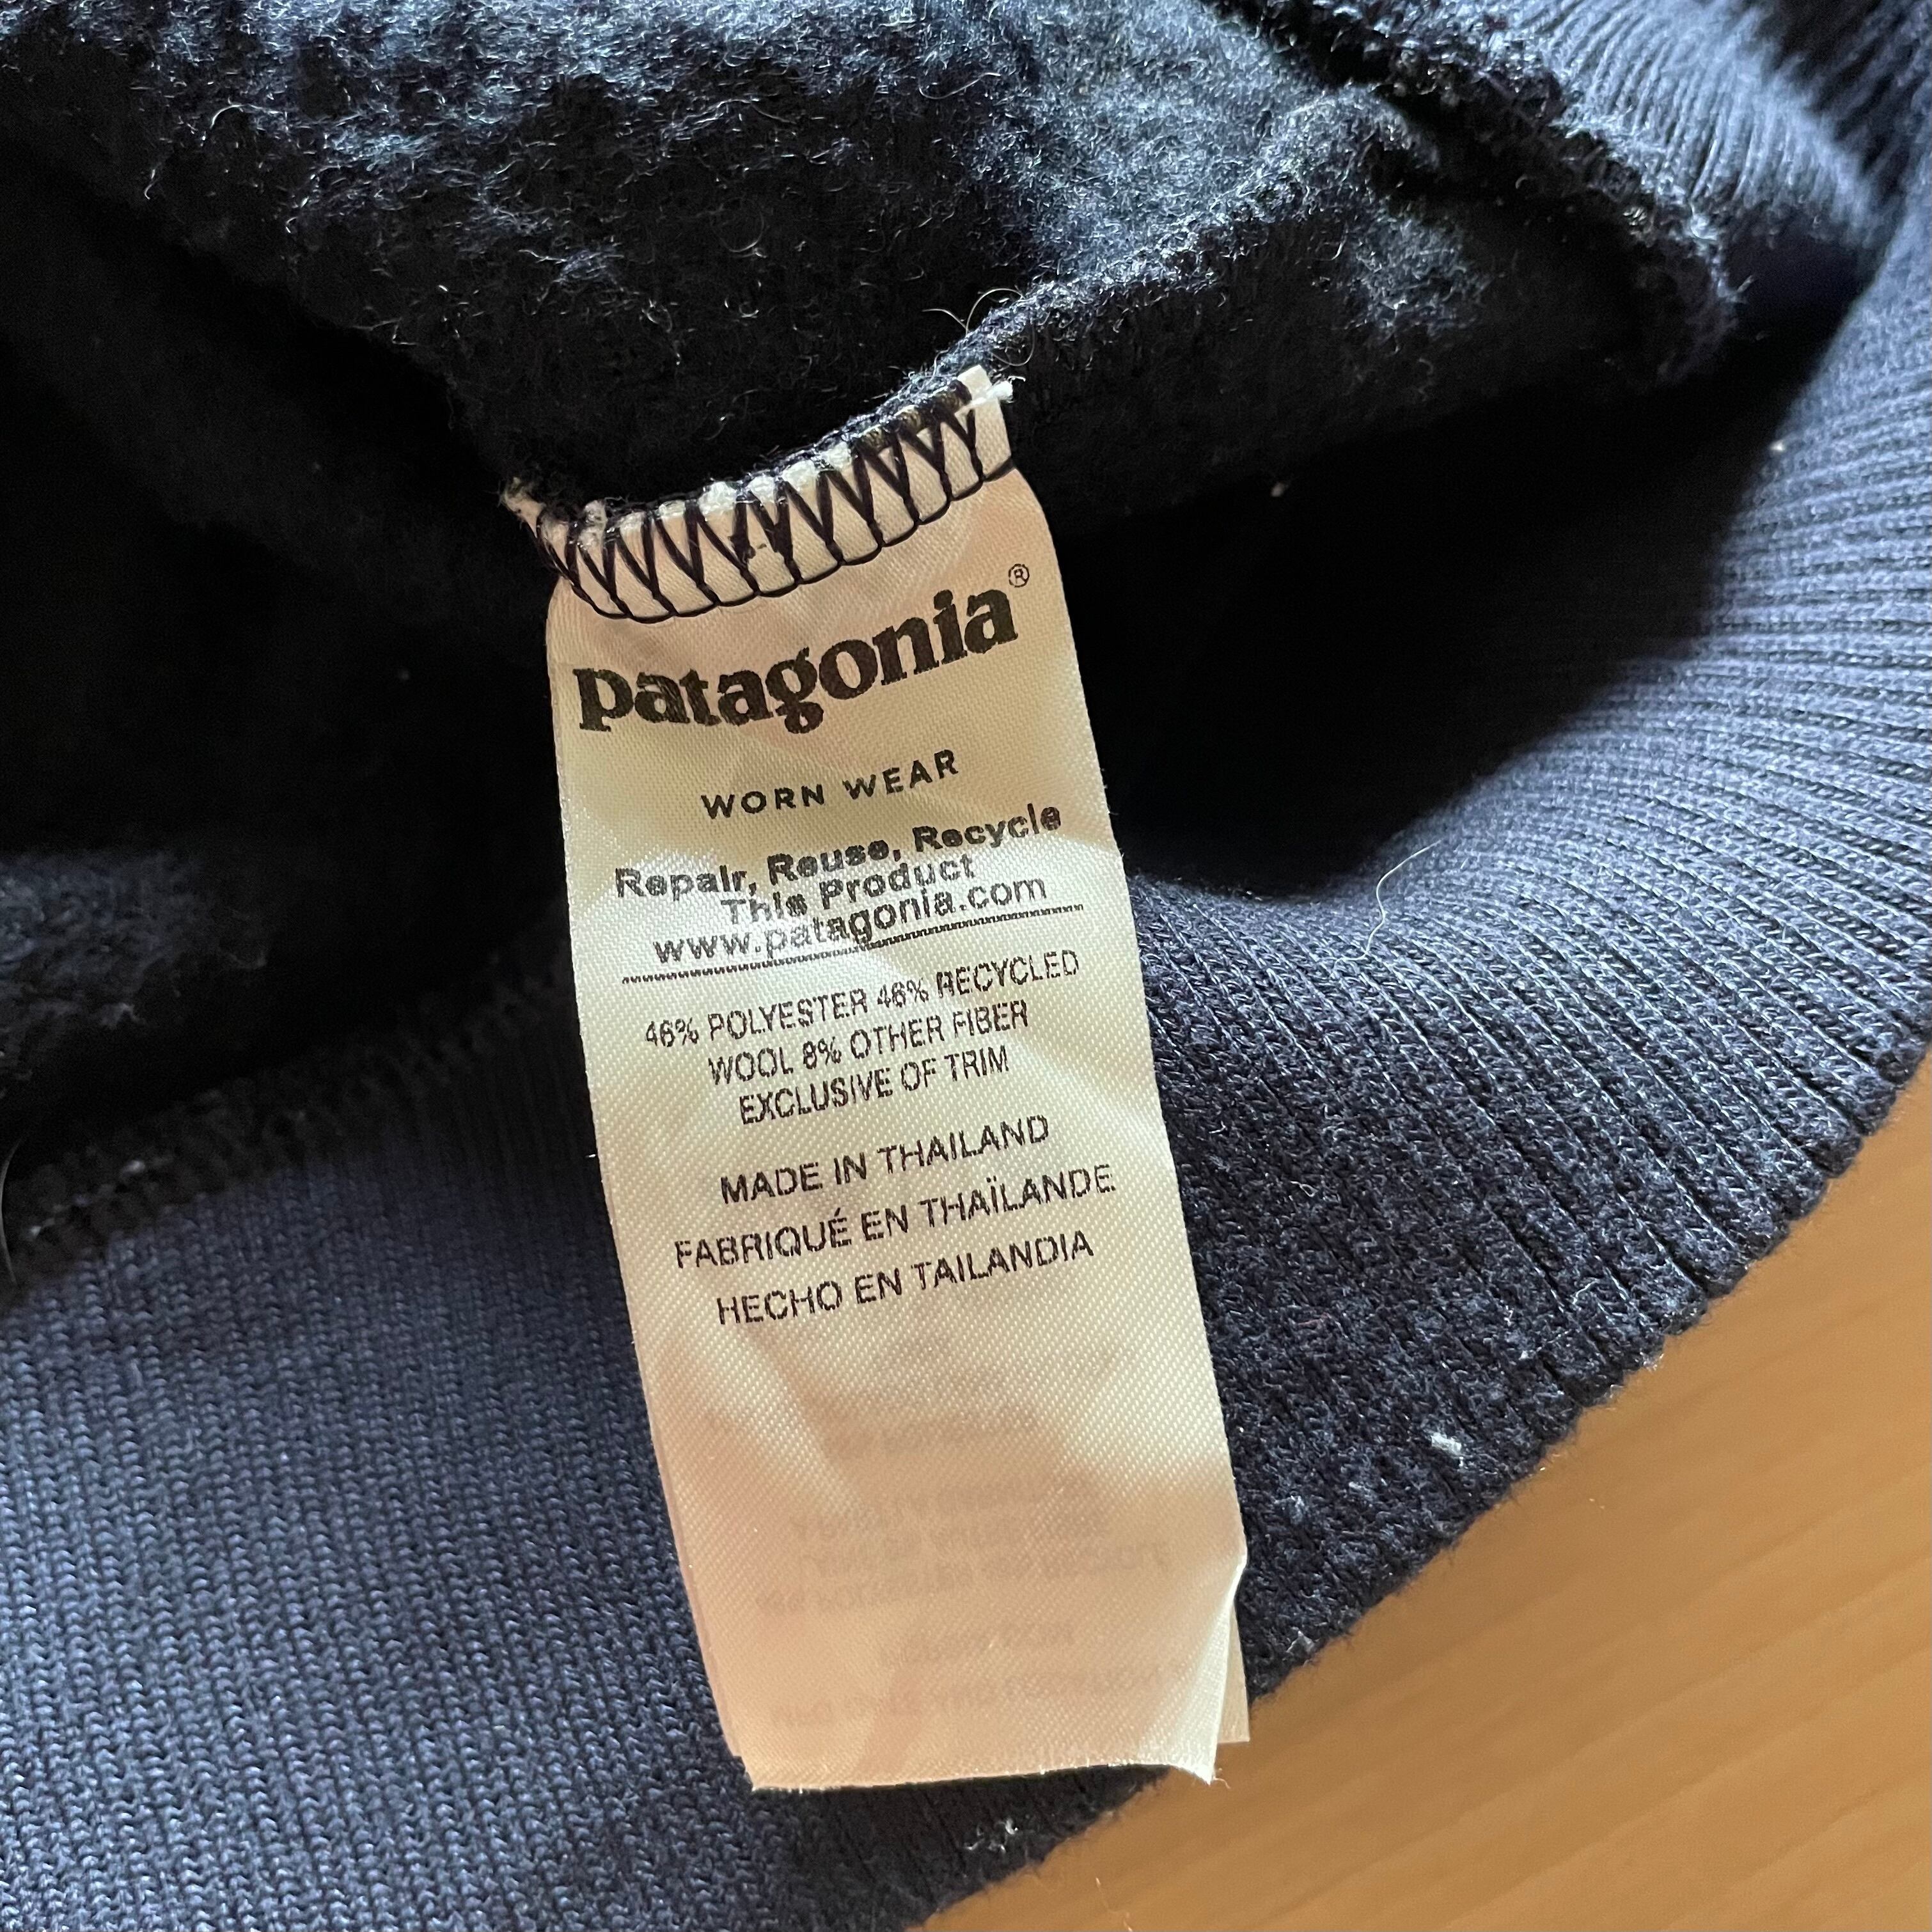 patagonia®
WORN WEAR
Repair, Reuse, Recycle
This Product
www.patagonia.com
46% POLYESTER 46% RECYCLED
WOOL 8% OTHER FIBER
EXCLUSIVE OF TRIM
MADE IN THAILAND
FABRIQUÉ EN THAÏLANDE
HECHO EN TAILANDIA